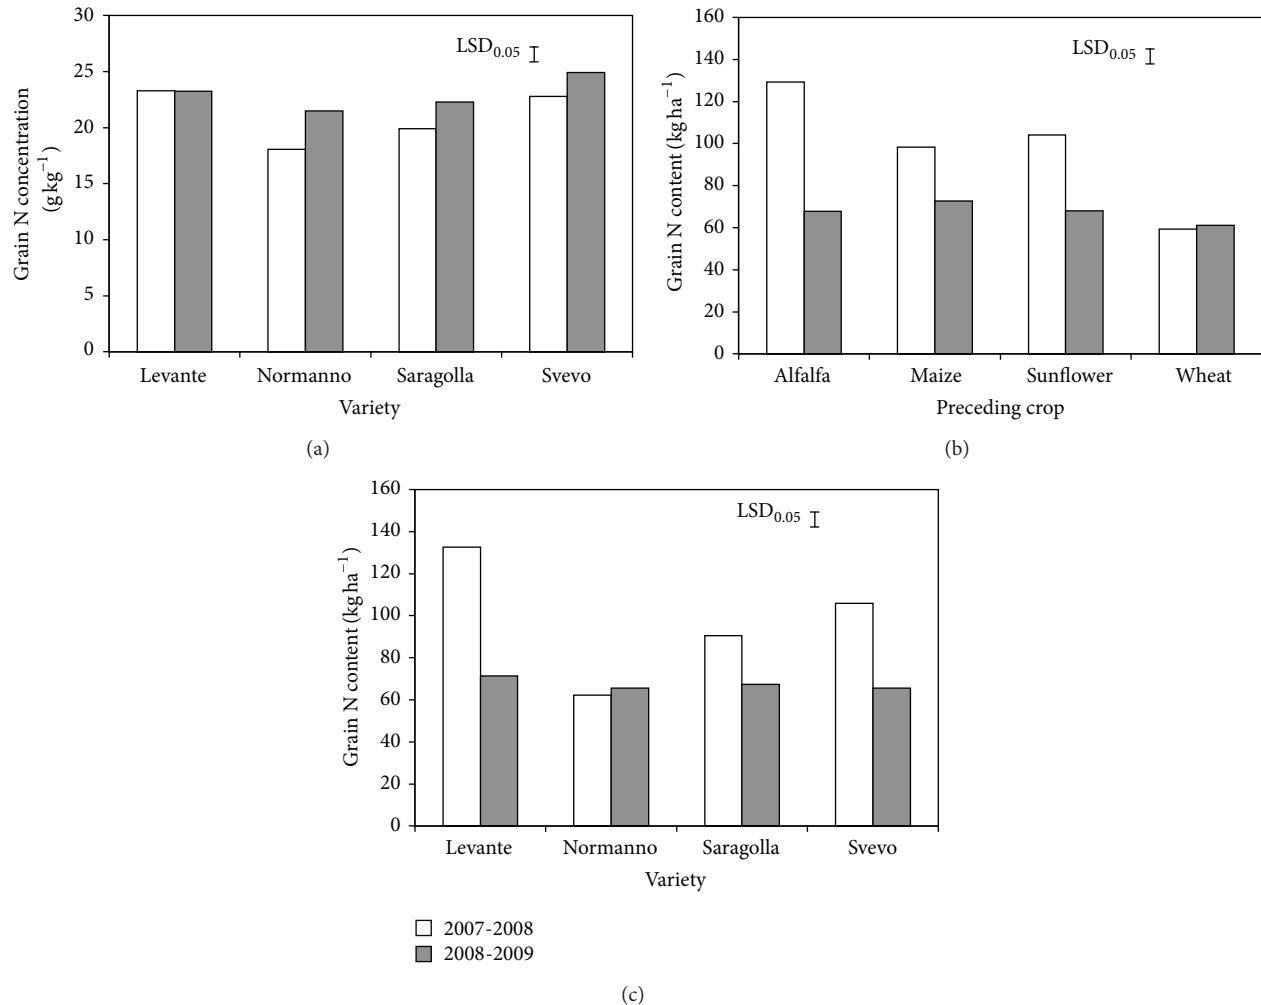 30
25
20
15
10
5
0
Grain N concentration
(g kg⁻¹)
LSD₀.₀₅
Levante Normanno Saragolla Svevo
Variety
(a)
160
140
120
100
80
60
40
20
0
Grain N content (kg ha⁻¹)
LSD₀.₀₅
Alfalfa Maize Sunflower Wheat
Preceding crop
(b)
160
140
120
100
80
60
40
20
0
Grain N content (kg ha⁻¹)
LSD₀.₀₅
Levante Normanno Saragolla Svevo
Variety
2007-2008
2008-2009
(c)